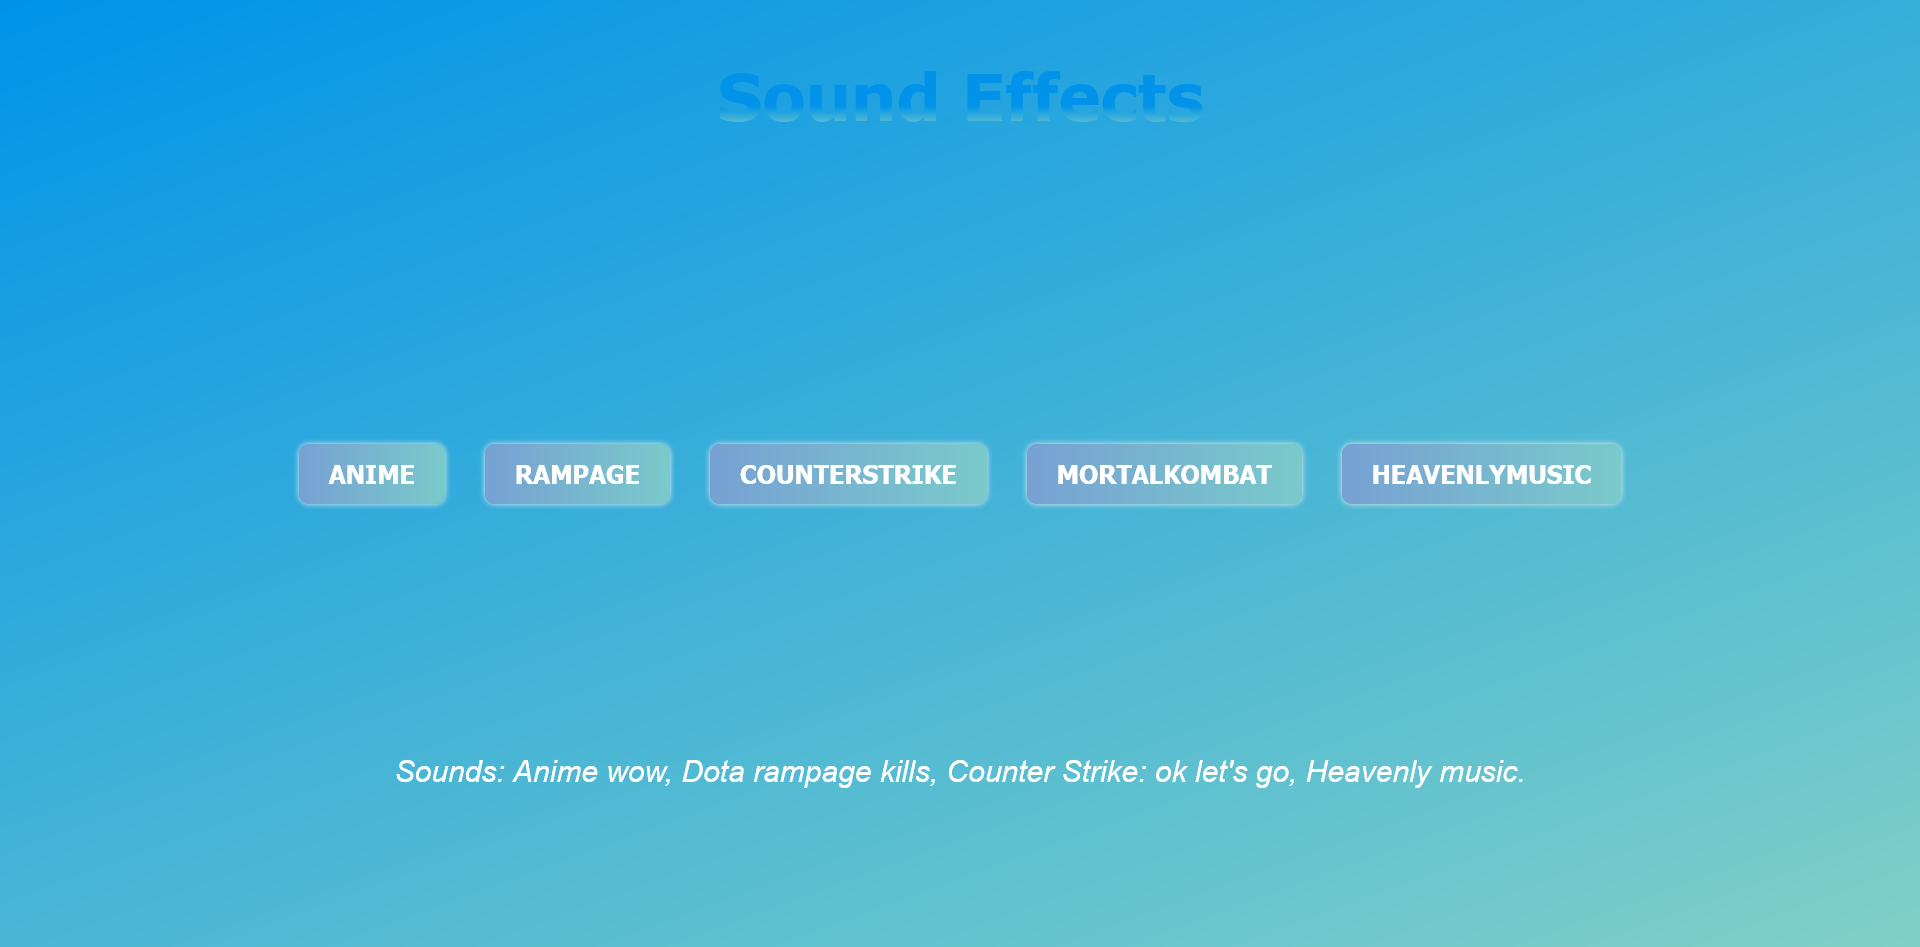 Sound Effects
ANIME
RAMPAGE
COUNTERSTRIKE
MORTALKOMBAT
HEAVENLYMUSIC
Sounds: Anime wow, Dota rampage kills, Counter Strike: ok let's go, Heavenly music.